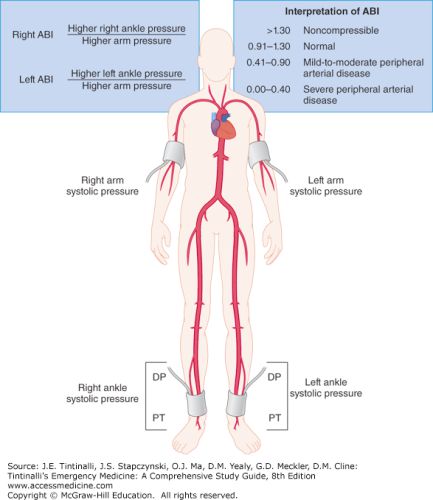 Right ABI
Higher right ankle pressure
Higher arm pressure
Left ABI
Higher left ankle pressure
Higher arm pressure
Interpretation of ABI
>1.30 Noncompressible
0.91–1.30 Normal
0.41–0.90 Mild-to-moderate peripheral
arterial disease
0.00–0.40 Severe peripheral arterial
disease
Right arm
systolic pressure
Left arm
systolic pressure
Right ankle
systolic pressure
DP
PT
DP
PT
Left ankle
systolic pressure
Source: J.E. Tintinalli, J.S. Stapczynski, O.J. Ma, D.M. Yealy, G.D. Meckler, D.M. Cline:
Tintinalli's Emergency Medicine: A Comprehensive Study Guide, 8th Edition
www.accessmedicine.com
Copyright © McGraw-Hill Education. All rights reserved.